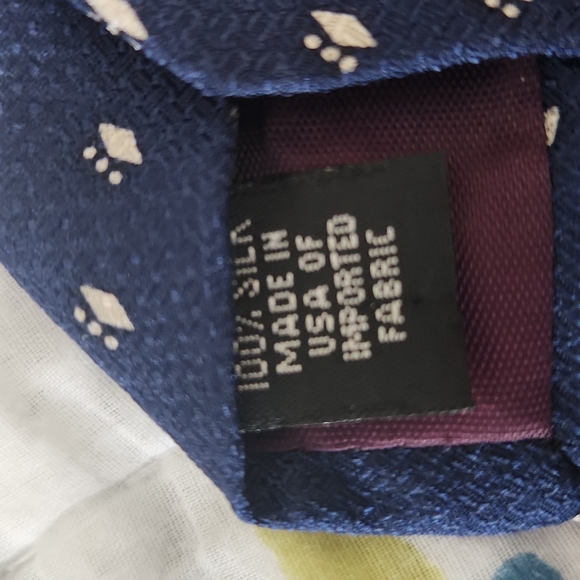 100% SILK
MADE IN
USA OF
IMPORTED
FABRIC